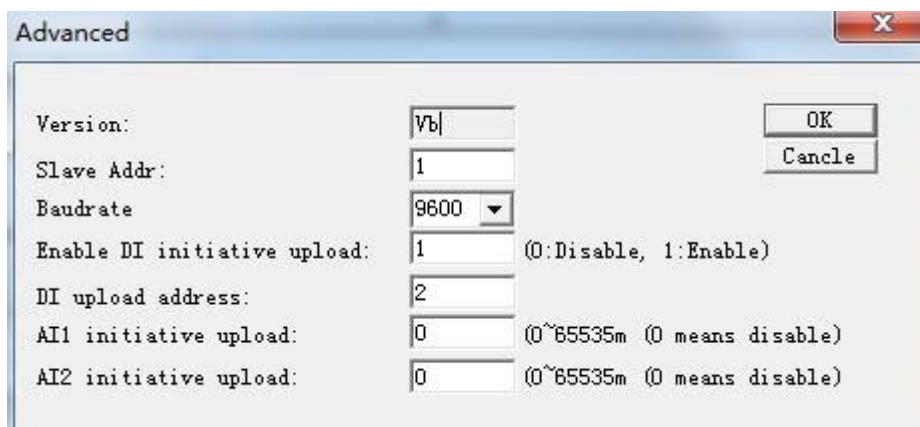 Advanced
Version: Vb OK
Slave Addr: 1 Cancle
Baudrate 9600
Enable DI initiative upload: 1 (0:Disable, 1:Enable)
DI upload address: 2
AI1 initiative upload: 0 (0~65535m (0 means disable)
AI2 initiative upload: 0 (0~65535m (0 means disable)